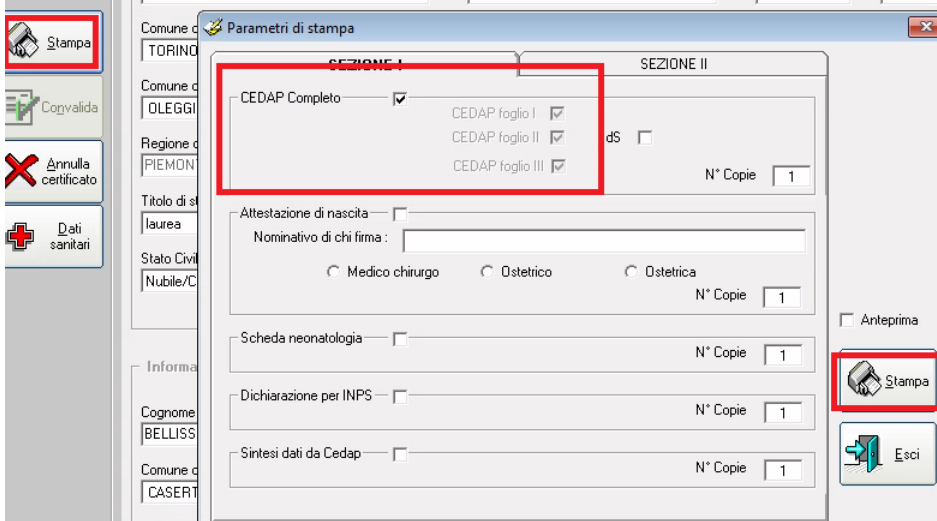 Stampa
Convalida
Annulla
certificato
Dati
sanitari
Comune d
TORINO
Comune d
OLEGGI
Regione d
PIEMON
Titolo di s
laurea
Stato Civil
Nubile/C
Informa
Cognome
BELLISS
Comune d
CASERT
Parametri di stampa
SEZIONE I
SEZIONE II
CEDAP Completo
CEDAP foglio I
CEDAP foglio II
dS
CEDAP foglio III
N° Copie 1
Attestazione di nascita
Nominativo di chi firma :
Medico chirurgo Ostetrico Ostetrica
N° Copie 1
Scheda neonatologia
N° Copie 1
Dichiarazione per INPS
N° Copie 1
Sintesi dati da Cedap
N° Copie 1
Anteprima
Stampa
Esci